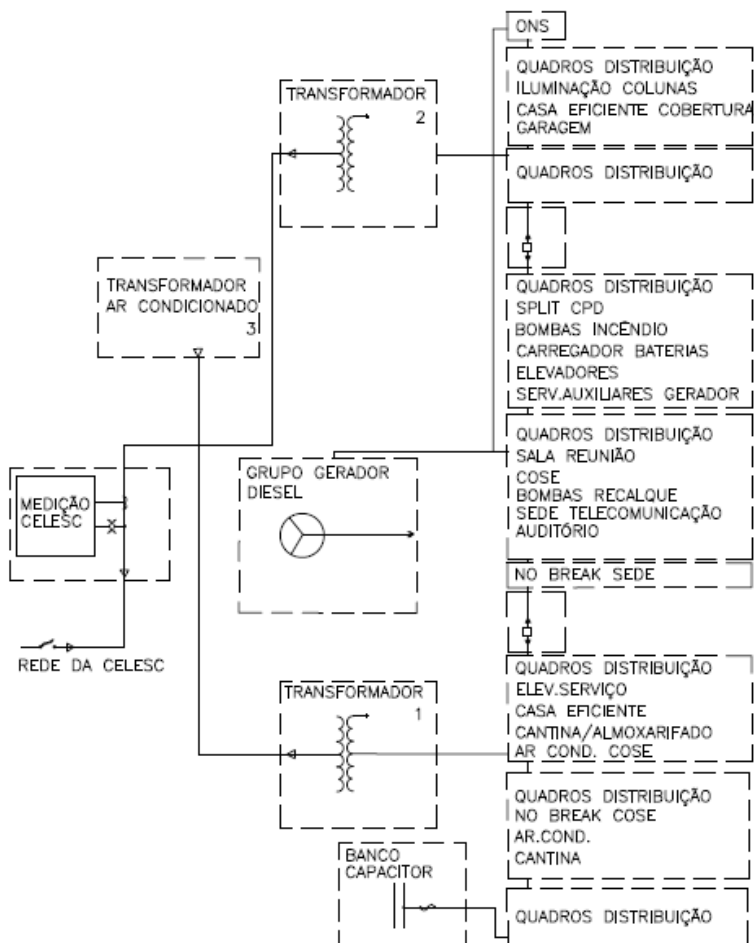 ONS
QUADROS DISTRIBUIÇÃO
ILUMINAÇÃO COLUNAS
CASA EFICIENTE COBERTURA
GARAGEM
TRANSFORMADOR
2
QUADROS DISTRIBUIÇÃO
TRANSFORMADOR
AR CONDICIONADO
3
QUADROS DISTRIBUIÇÃO
SPLIT CPD
BOMBAS INCÊNDIO
CARREGADOR BATERIAS
ELEVADORES
SERV.AUXILIARES GERADOR
QUADROS DISTRIBUIÇÃO
SALA REUNIÃO
COSE
BOMBAS RECALQUE
SEDE TELECOMUNICAÇÃO
AUDITÓRIO
GRUPO GERADOR
DIESEL
MEDIÇÃO
CELESC
NO BREAK SEDE
REDE DA CELESC
TRANSFORMADOR
1
QUADROS DISTRIBUIÇÃO
ELEV.SERVIÇO
CASA EFICIENTE
CANTINA/ALMOXARIFADO
AR COND. COSE
QUADROS DISTRIBUIÇÃO
NO BREAK COSE
AR.COND.
CANTINA
BANCO
CAPACITOR
QUADROS DISTRIBUIÇÃO